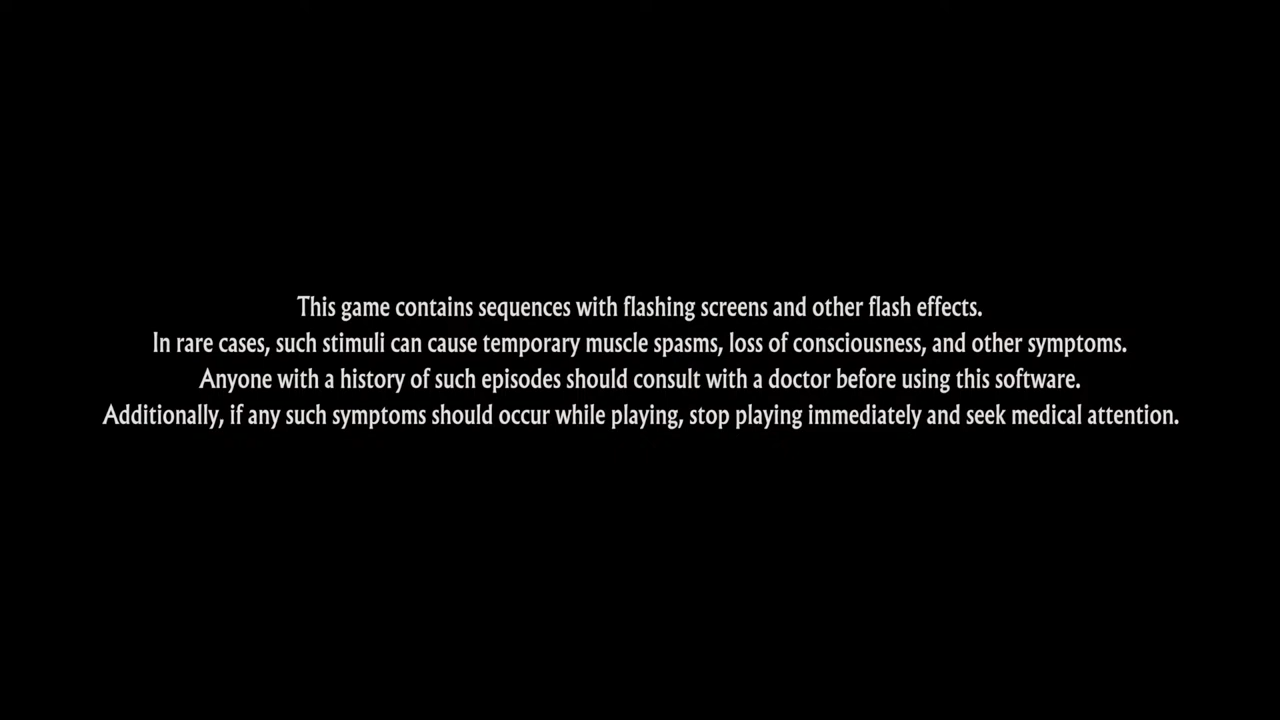 This game contains sequences with flashing screens and other flash effects.
In rare cases, such stimuli can cause temporary muscle spasms, loss of consciousness, and other symptoms.
Anyone with a history of such episodes should consult with a doctor before using this software.
Additionally, if any such symptoms should occur while playing, stop playing immediately and seek medical attention.